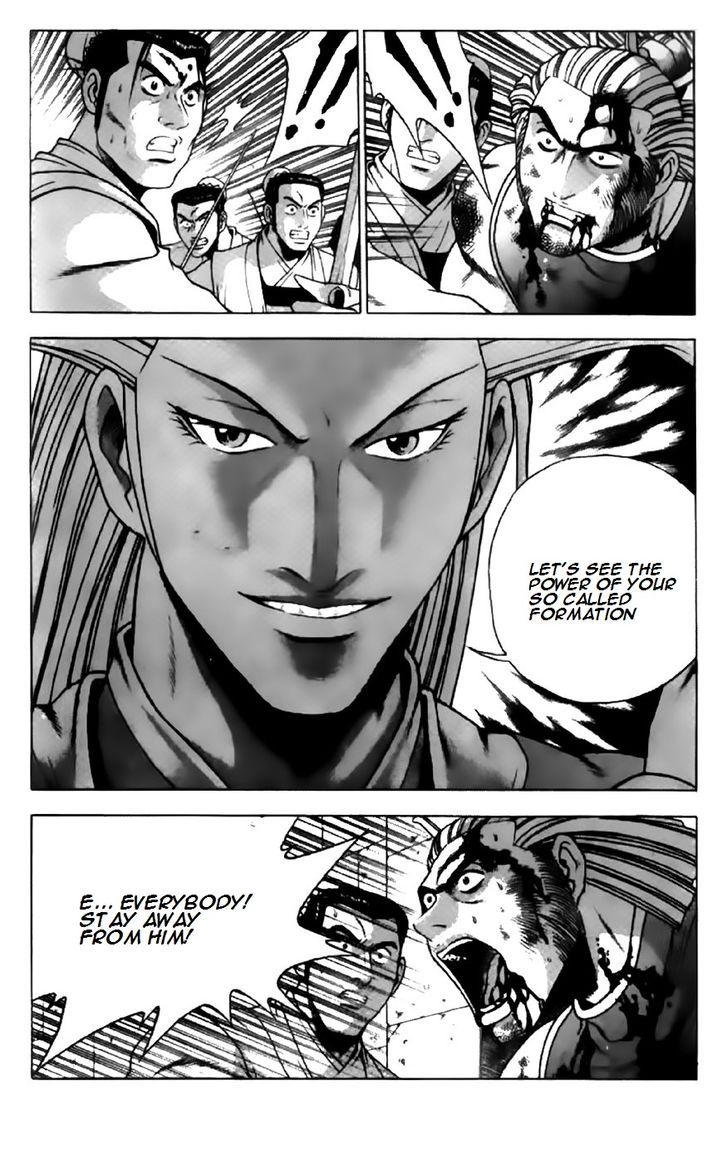 !!
!!
LET'S SEE THE
POWER OF YOUR
SO CALLED
FORMATION
E... EVERYBODY!
STAY AWAY
FROM HIM!